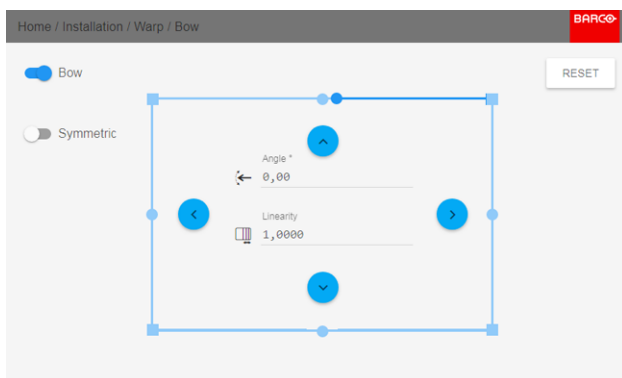 Home / Installation / Warp / Bow
BARCO
Bow
RESET
Symmetric
Angle *
0,00
Linearity
1,0000